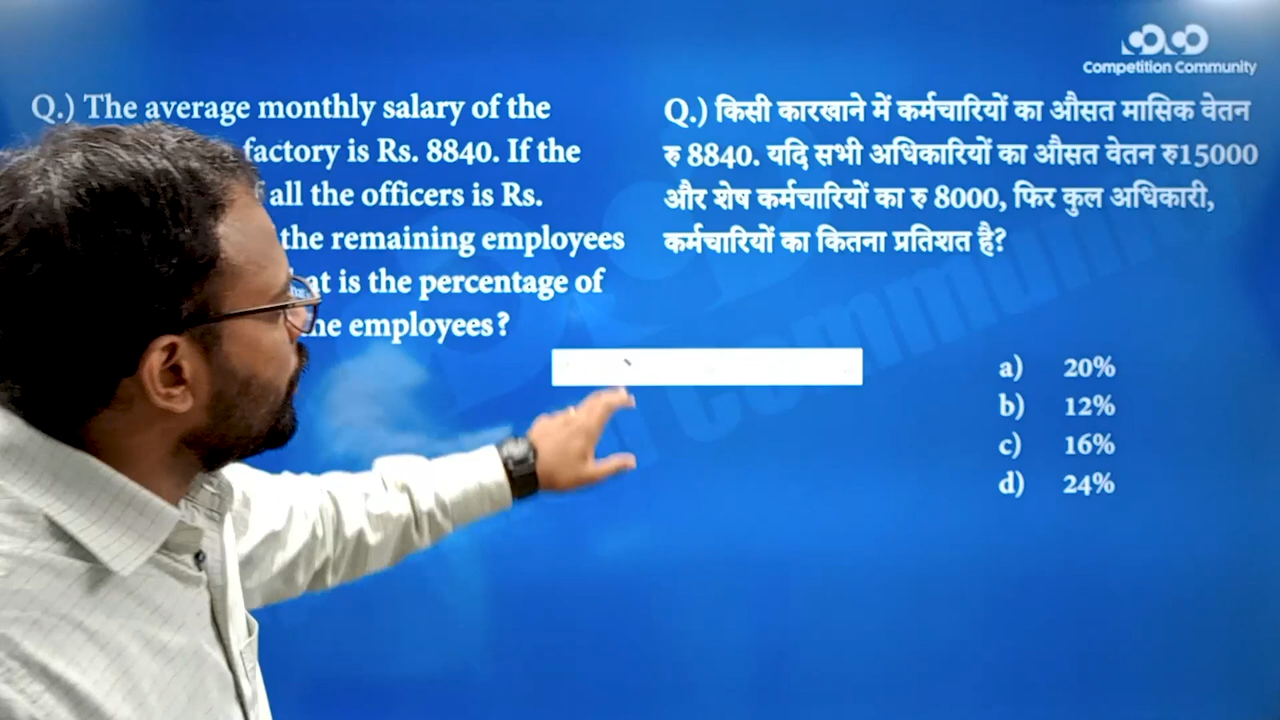 Competition Community
Q.) The average monthly salary of the
factory is Rs. 8840. If the
all the officers is Rs.
the remaining employees
is the percentage of
employees?
Q.) किसी कारखाने में कर्मचारियों का औसत मासिक वेतन
रु 8840. यदि सभी अधिकारियों का औसत वेतन रु15000
और शेष कर्मचारियों का रु 8000, फिर कुल अधिकारी,
कर्मचारियों का कितना प्रतिशत है?
a) 20%
b) 12%
c) 16%
d) 24%